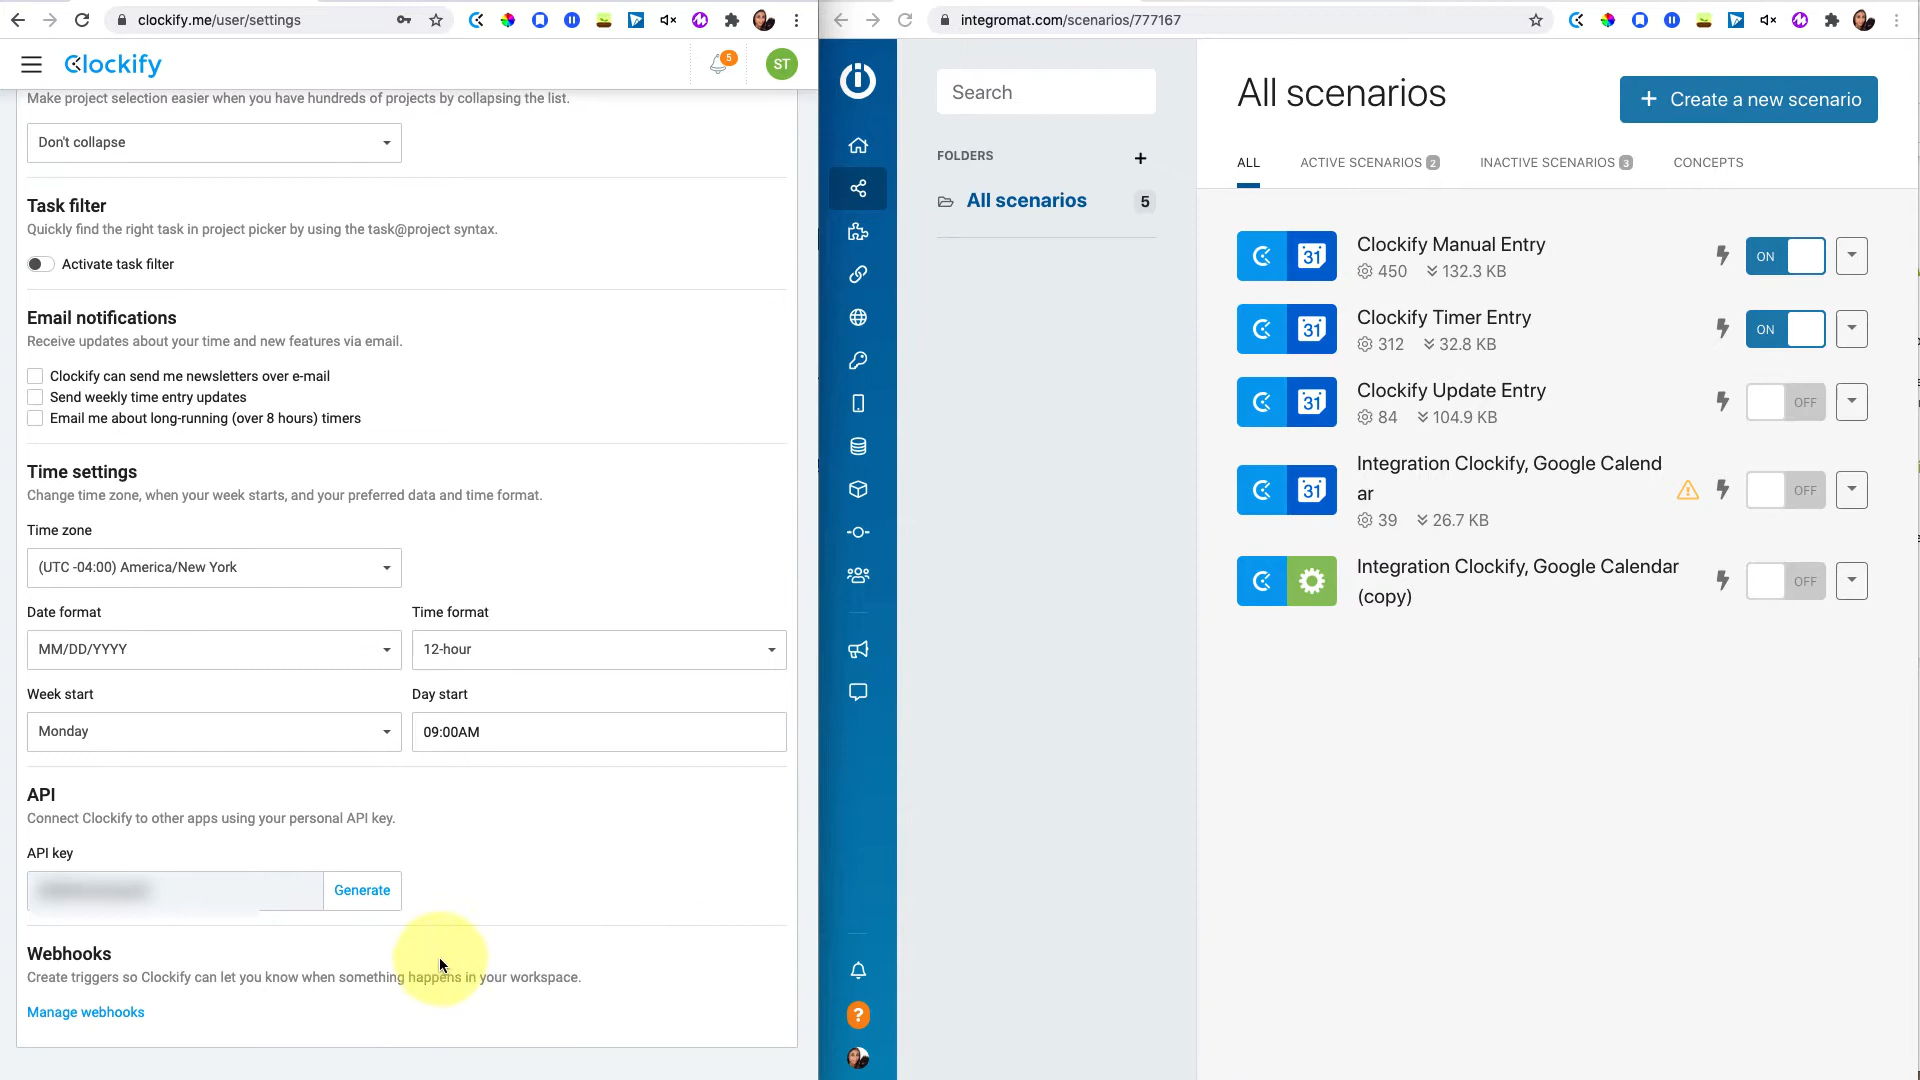 clockify.me/user/settings
Clockify
5
ST
Make project selection easier when you have hundreds of projects by collapsing the list.
Don't collapse
Task filter
Quickly find the right task in project picker by using the task@project syntax.
Activate task filter
Email notifications
Receive updates about your time and new features via email.
Clockify can send me newsletters over e-mail
Send weekly time entry updates
Email me about long-running (over 8 hours) timers
Time settings
Change time zone, when your week starts, and your preferred data and time format.
Time zone
(UTC -04:00) America/New York
Date format
Time format
MM/DD/YYYY
12-hour
Week start
Day start
Monday
09:00AM
API
Connect Clockify to other apps using your personal API key.
API key
Generate
Webhooks
Create triggers so Clockify can let you know when something happens in your workspace.
Manage webhooks
integromat.com/scenarios/777167
Search
FOLDERS
+
All scenarios
5
?
All scenarios
+ Create a new scenario
ALL
ACTIVE SCENARIOS 2
INACTIVE SCENARIOS 3
CONCEPTS
31
Clockify Manual Entry
450 132.3 KB
ON
31
Clockify Timer Entry
312 32.8 KB
ON
31
Clockify Update Entry
84 104.9 KB
OFF
31
Integration Clockify, Google Calend
ar
39 26.7 KB
OFF
Integration Clockify, Google Calendar
(copy)
OFF